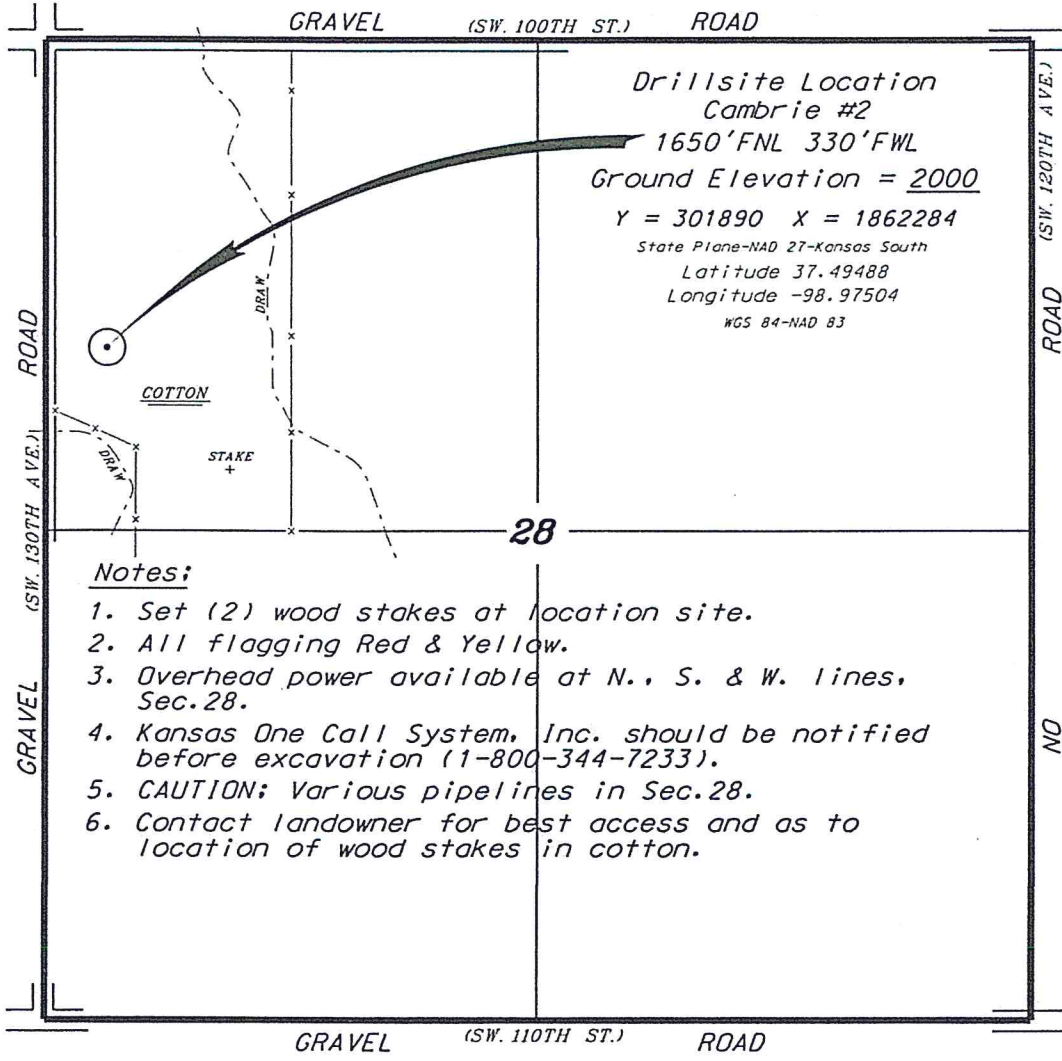 GRAVEL (SW. 100TH ST.) ROAD
Drillsite Location
Cambrie #2
1650'FNL 330'FWL
Ground Elevation = 2000
Y = 301890 X = 1862284
State Plane-NAD 27-Kansas South
Latitude 37.49488
Longitude -98.97504
WGS 84-NAD 83
(SW. 120TH AVE.)
ROAD
NO
ROAD
(SW. 130TH AVE.)
GRAVEL
DRAW
COTTON
DRAW
STAKE
28
Notes:
1. Set (2) wood stakes at location site.
2. All flagging Red & Yellow.
3. Overhead power available at N., S. & W. lines,
Sec.28.
4. Kansas One Call System, Inc. should be notified
before excavation (1-800-344-7233).
5. CAUTION: Various pipelines in Sec.28.
6. Contact landowner for best access and as to
location of wood stakes in cotton.
GRAVEL (SW. 110TH ST.) ROAD